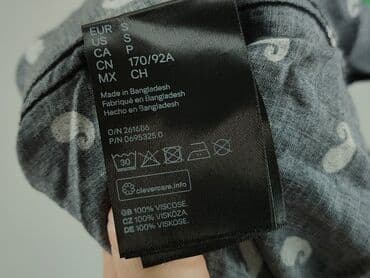 EUR S
US S
CA P
CN 170/92A
MX CH
Made in Bangladesh
Fabriqué en Bangladesh
Hecho en Bangladesh
O/N 261686
P/N 0695325 0
30
clevercare.info
GB 100% VISCOSE.
CZ 100% VISKÓZA
DE 100% VISKOSE